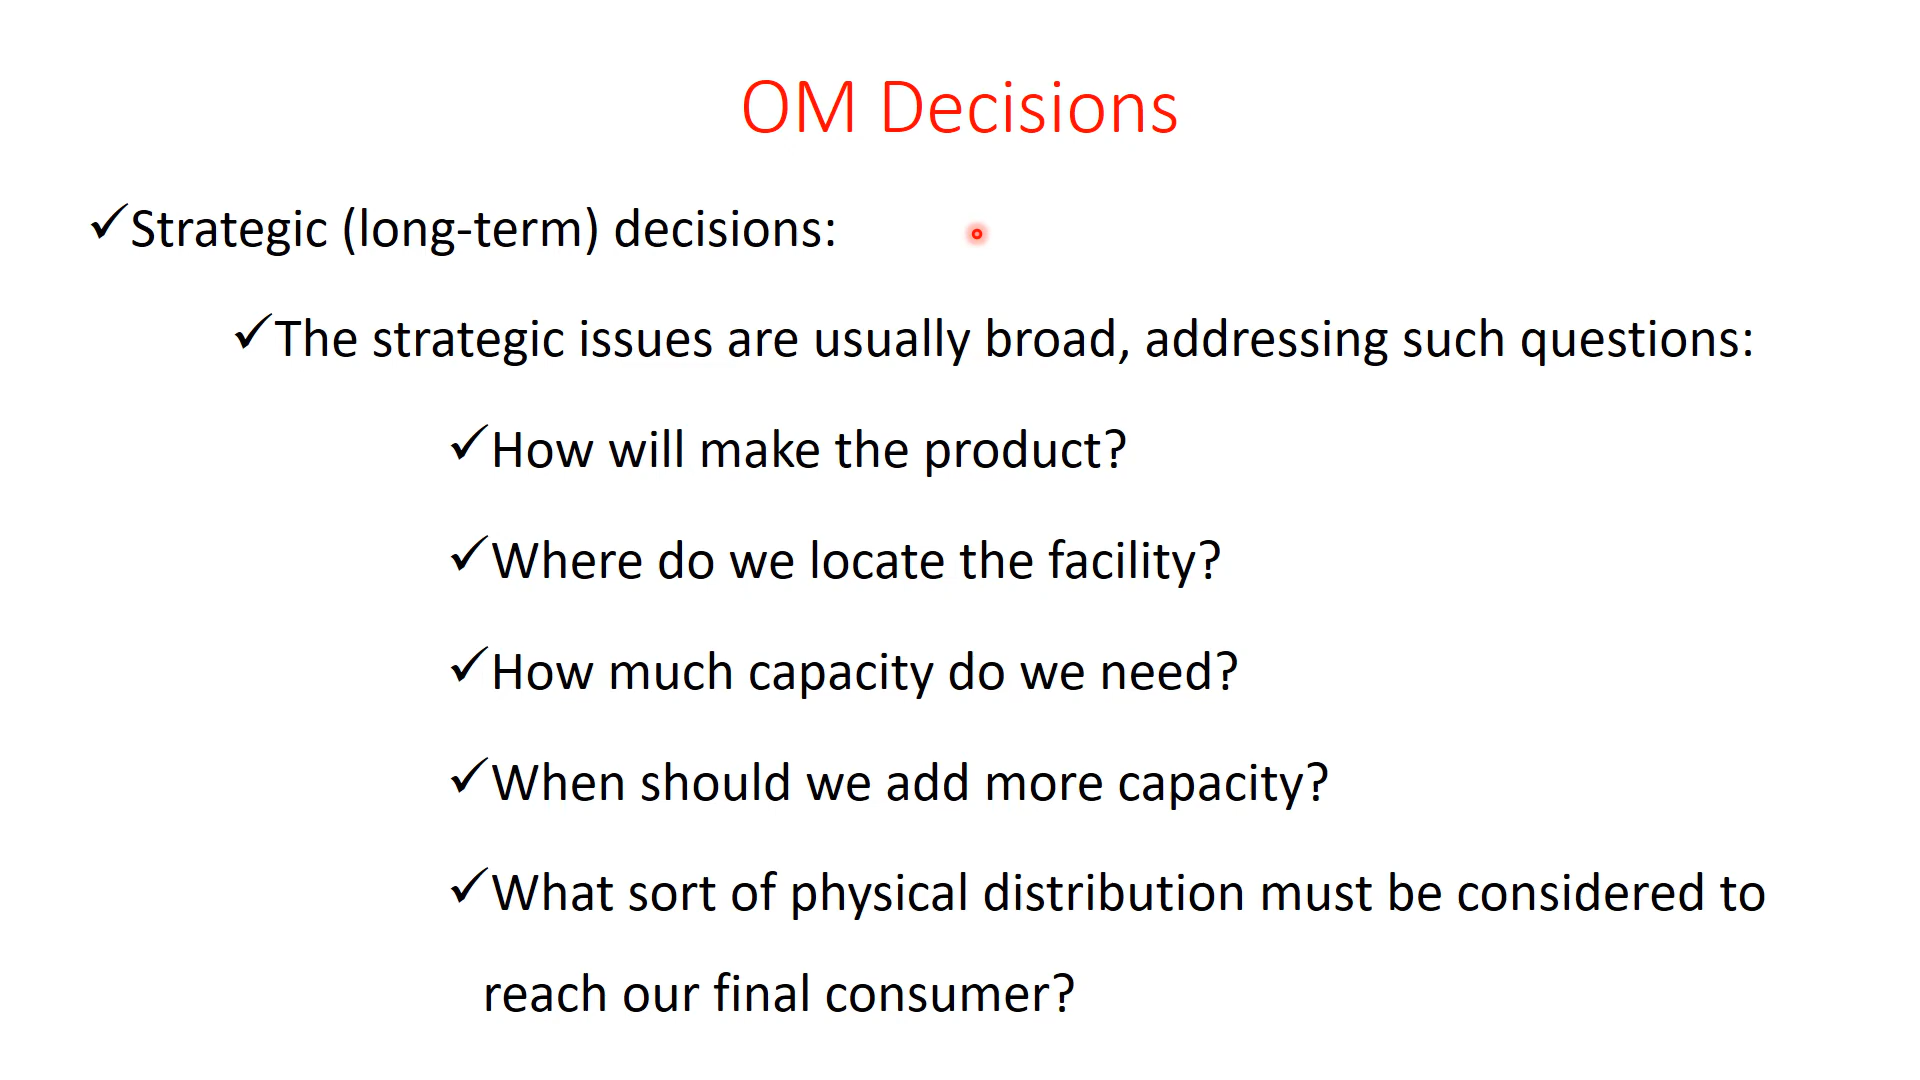 OM Decisions
✓Strategic (long-term) decisions:
✓The strategic issues are usually broad, addressing such questions:
✓How will make the product?
✓Where do we locate the facility?
✓How much capacity do we need?
✓When should we add more capacity?
✓What sort of physical distribution must be considered to
reach our final consumer?